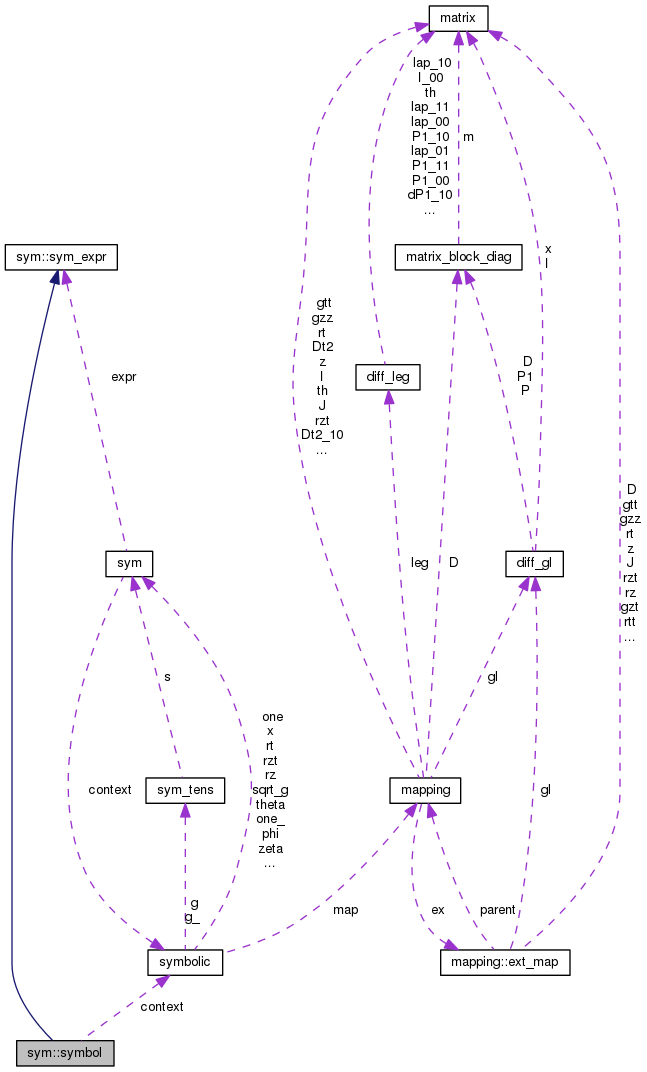 matrix
lap_10
l_00
th
lap_11
lap_00
P1_10
lap_01
P1_11
P1_00
dP1_10
...
m
sym::sym_expr
matrix_block_diag
x
l
gtt
gzz
rt
Dt2
z
l
th
J
rzt
Dt2_10
...
expr
diff_leg
D
P1
P
D
gtt
gzz
rt
z
J
rzt
rz
gzt
rtt
...
sym
leg
D
diff_gl
s
gl
one
x
rt
rzt
rz
sqrt_g
theta
one_
phi
zeta
...
context
sym_tens
mapping
gl
g
g_
map
ex
parent
symbolic
mapping::ext_map
context
sym::symbol